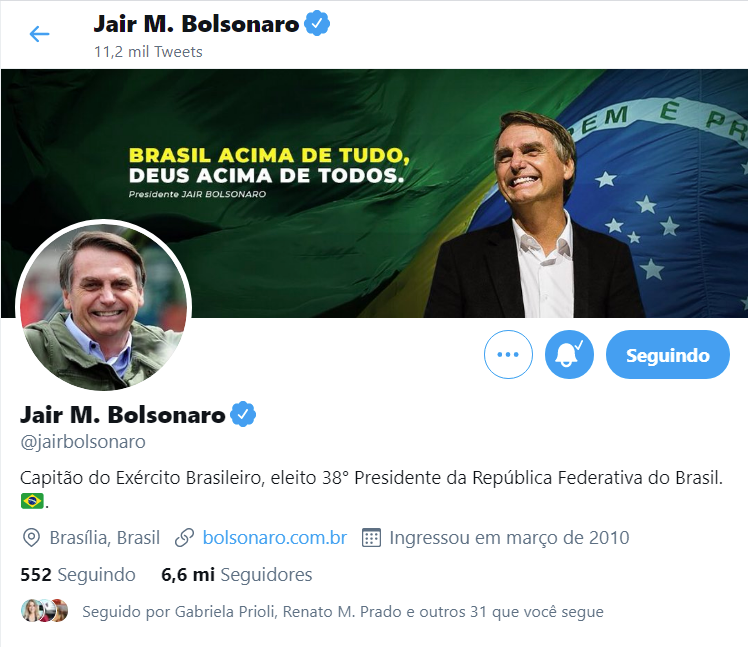 Jair M. Bolsonaro
11,2 mil Tweets
BRASIL ACIMA DE TUDO,
DEUS ACIMA DE TODOS.
Presidente JAIR BOLSONARO
EM É PR
Seguindo
Jair M. Bolsonaro
@jairbolsonaro
Capitão do Exército Brasileiro, eleito 38° Presidente da República Federativa do Brasil.
🇧🇷.
Brasília, Brasil bolsonaro.com.br Ingressou em março de 2010
552 Seguindo 6,6 mi Seguidores
Seguido por Gabriela Prioli, Renato M. Prado e outros 31 que você segue